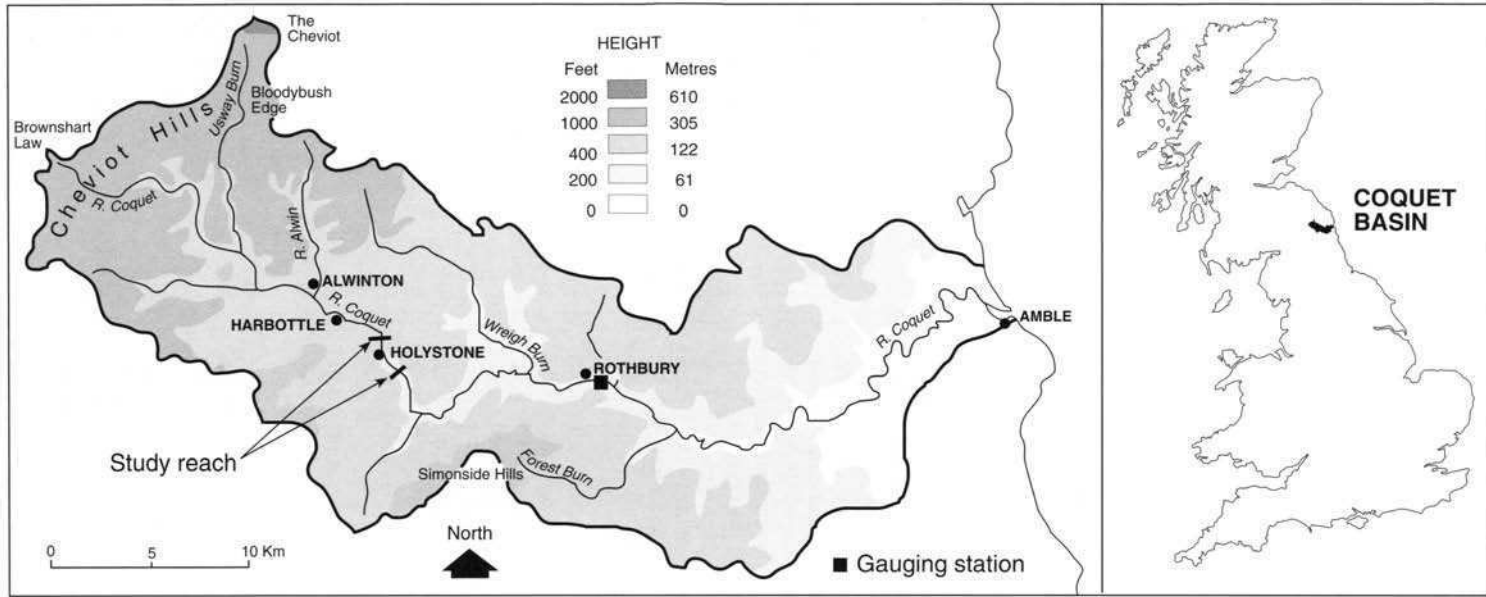 The
Cheviot
HEIGHT
Feet
Metres
2000
610
1000
305
400
122
200
61
0
0
Brownshart
Law
Cheviot Hills
Usway Burn
Bloodybush
Edge
R. Coquet
R. Alwin
ALWINTON
R. Coquet
HARBOTTLE
HOLYSTONE
Wreigh Burn
ROTHBURY
R. Coquet
AMBLE
Study reach
Simonside Hills
Forest Burn
North
0
5
10 Km
Gauging station
COQUET
BASIN